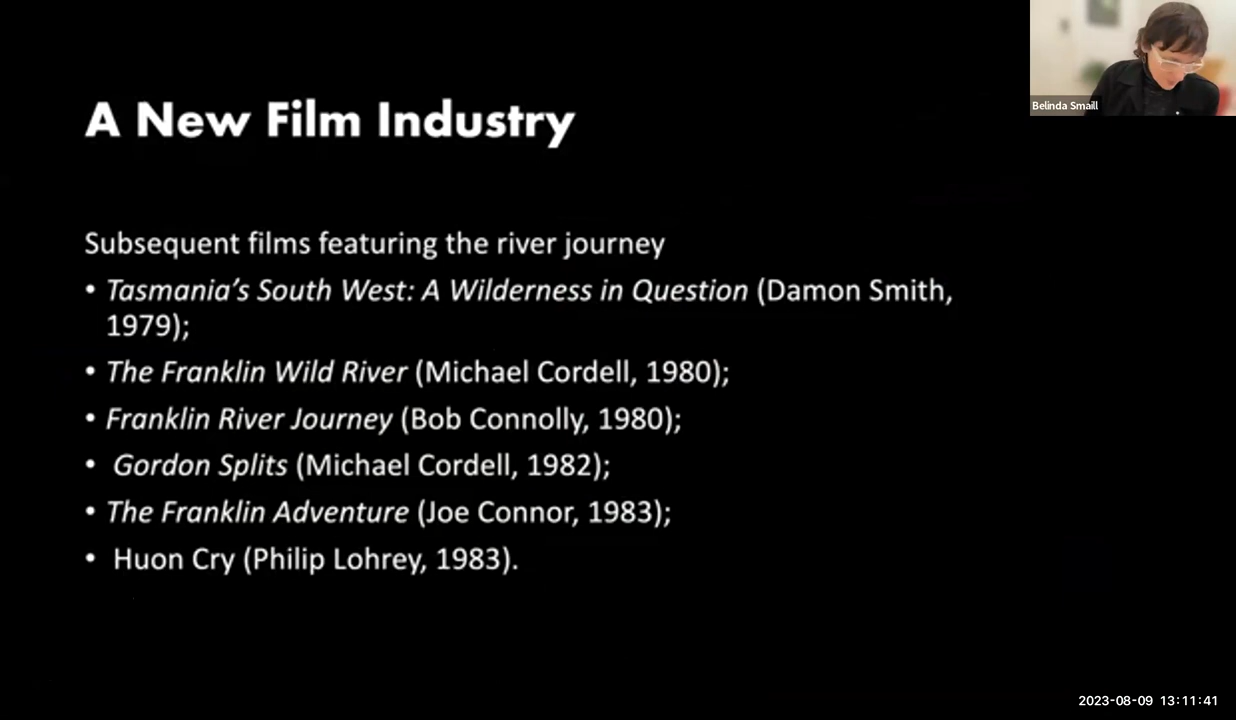 A New Film Industry
Belinda Smaill
Subsequent films featuring the river journey
• Tasmania's South West: A Wilderness in Question (Damon Smith,
1979);
• The Franklin Wild River (Michael Cordell, 1980);
• Franklin River Journey (Bob Connolly, 1980);
• Gordon Splits (Michael Cordell, 1982);
• The Franklin Adventure (Joe Connor, 1983);
• Huon Cry (Philip Lohrey, 1983).
2023-08-09 13:11:41